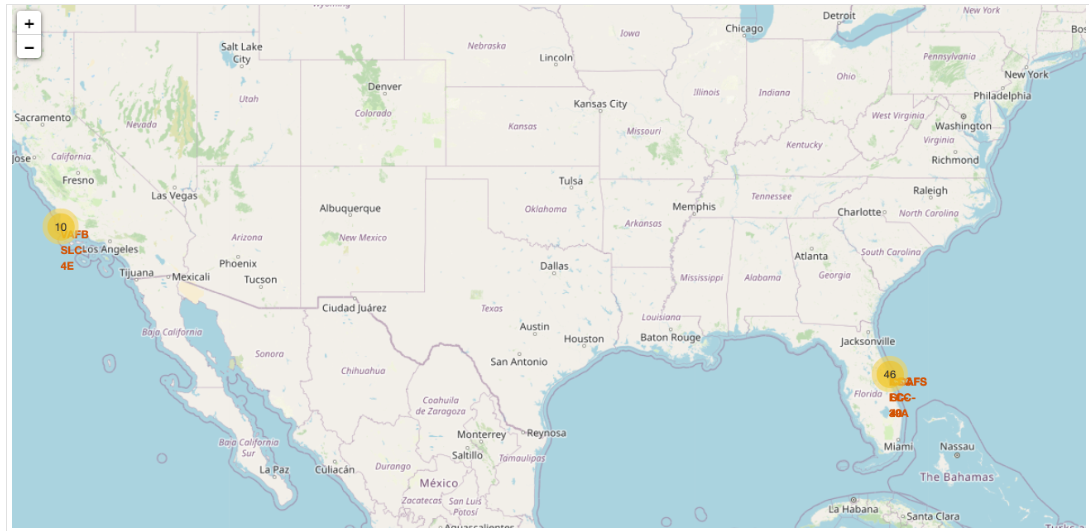 +
−
Wyoming
Iowa
Chicago
Detroit
New York
Nebraska
Salt Lake
City
Lincoln
Pennsylvania
New York
Utah
Denver
Illinois
Indiana
Ohio
Philadelphia
Sacramento
Nevada
Colorado
Kansas City
West Virginia
Washington
Kansas
Missouri
Kentucky
Virginia
Richmond
California
Fresno
Las Vegas
Tulsa
Raleigh
Albuquerque
Oklahoma
Memphis
Tennessee
Charlotte
North Carolina
10
VAFB
SLC-
4E
Los Angeles
Arizona
New Mexico
Arkansas
Atlanta
South Carolina
Phoenix
Tijuana
Mexicali
Tucson
Dallas
Mississippi
Alabama
Georgia
Ciudad Juárez
Texas
Louisiana
Baja California
Austin
Houston
Baton Rouge
Jacksonville
Sonora
San Antonio
Chihuahua
46
Florida
Coahuila
de Zaragoza
Monterrey
Reynosa
Baja California
Sur
Saltillo
Tamaulipas
Miami
Nassau
La Paz
Culiacán
Durango
México
The Bahamas
Zacatecas
San Luis
Potosí
La Habana
Santa Clara
Aguascalientes